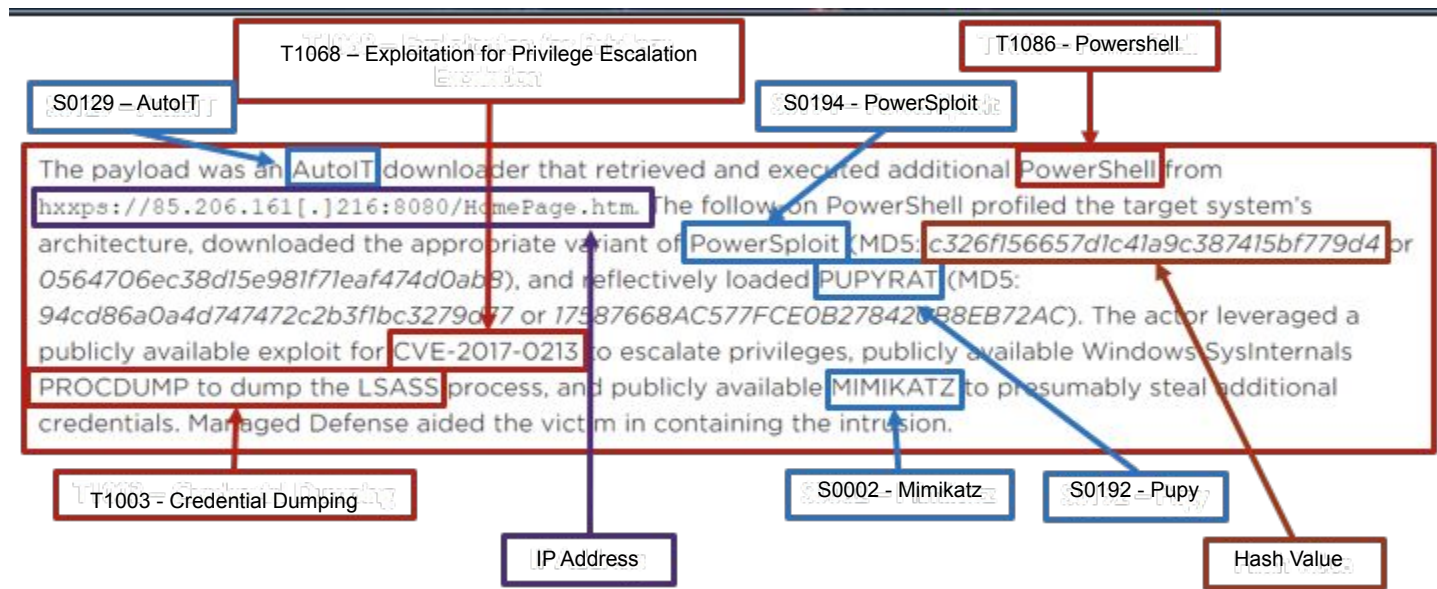 T1068 – Exploitation for Privilege Escalation
T1086 - Powershell
S0129 – AutoIT
S0194 - PowerSploit
The payload was an AutoIT downloader that retrieved and executed additional PowerShell from
hxxps://85.206.161[.]216:8080/HomePage.htm. The follow-on PowerShell profiled the target system's
architecture, downloaded the appropriate variant of PowerSploit (MD5: c326f156657d1c41a9c387415bf779d4 or
0564706ec38d15e981f71eaf474d0ab8), and reflectively loaded PUPYRAT (MD5:
94cd86a0a4d747472c2b3f1bc3279d77 or 17587668AC577FCE0B278420B8EB72AC). The actor leveraged a
publicly available exploit for CVE-2017-0213 to escalate privileges, publicly available Windows SysInternals
PROCDUMP to dump the LSASS process, and publicly available MIMIKATZ to presumably steal additional
credentials. Managed Defense aided the victim in containing the intrusion.
T1003 - Credential Dumping
S0002 - Mimikatz
S0192 - Pupy
IP Address
Hash Value